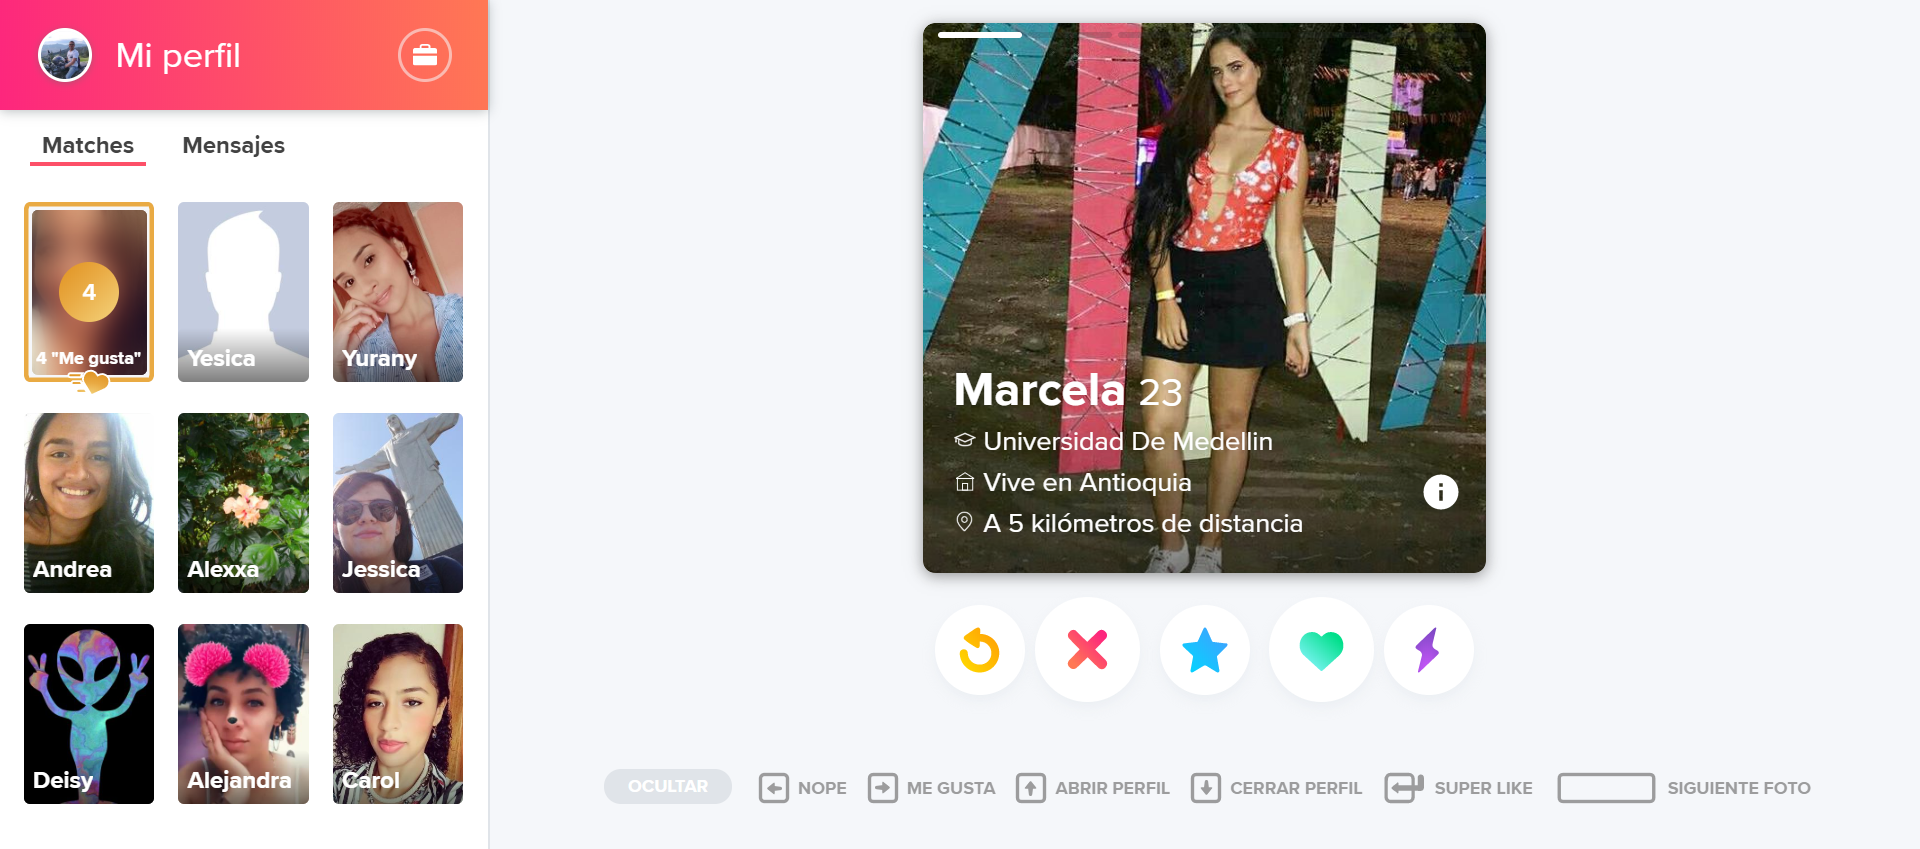 Mi perfil
Matches
Mensajes
4
4 "Me gusta"
Yesica
Yurany
Andrea
Alexxa
Jessica
Deisy
Alejandra
Carol
Marcela 23
Universidad De Medellin
Vive en Antioquia
A 5 kilómetros de distancia
OCULTAR
NOPE
ME GUSTA
ABRIR PERFIL
CERRAR PERFIL
SUPER LIKE
SIGUIENTE FOTO